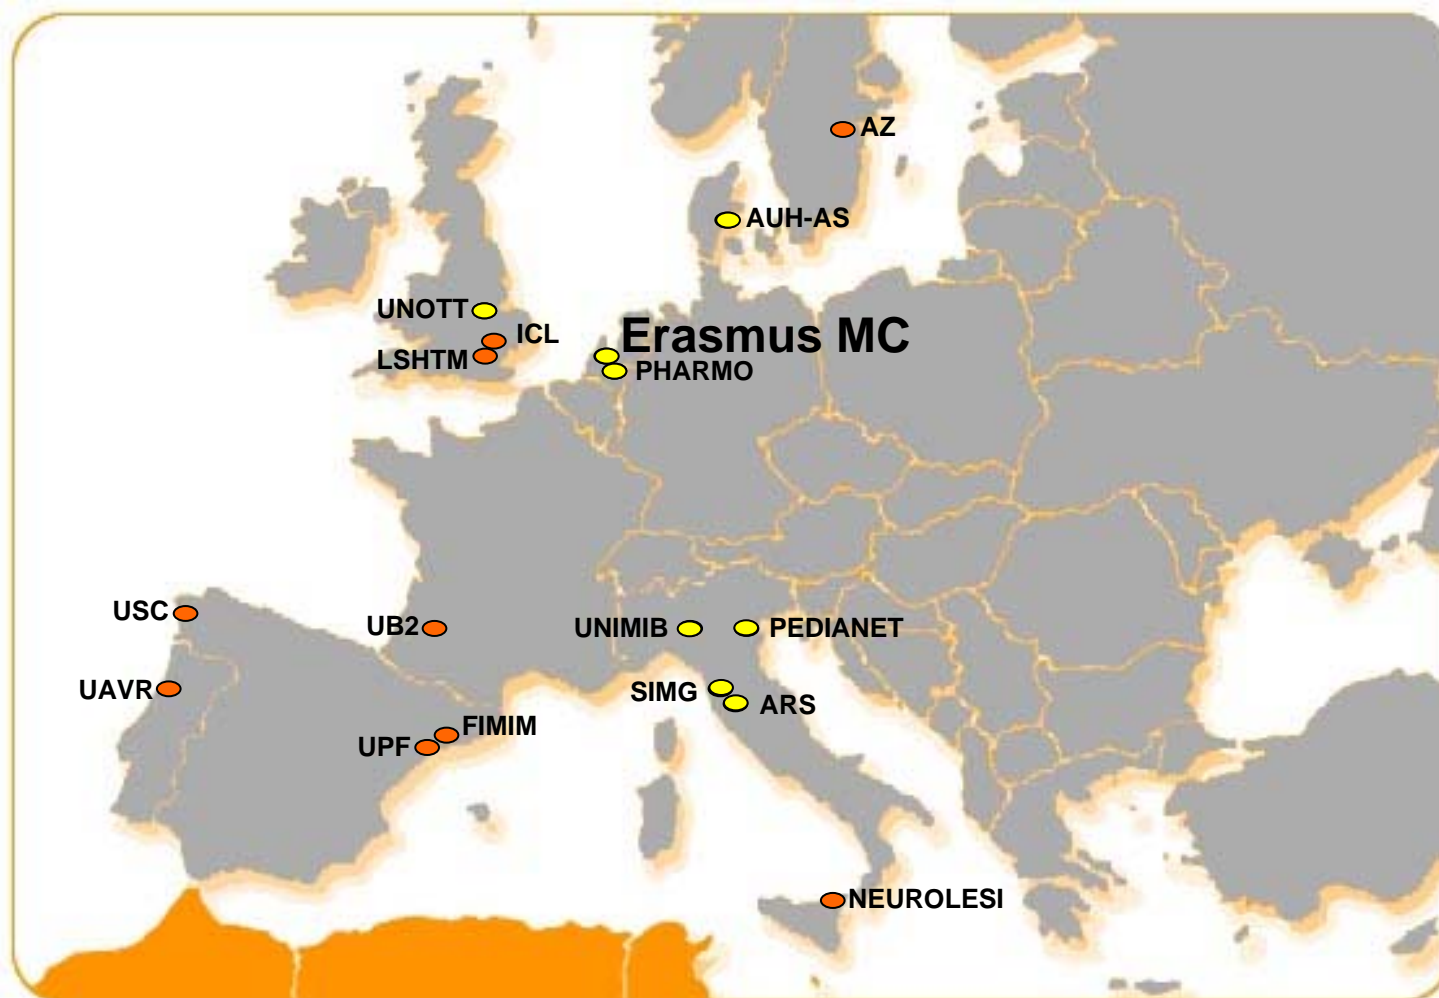 AZ
AUH-AS
UNOTT
ICL
Erasmus MC
LSHTM
PHARMO
USC
UB2
UNIMIB
PEDIANET
UAVR
SIMG
ARS
FIMIM
UPF
NEUROLESI